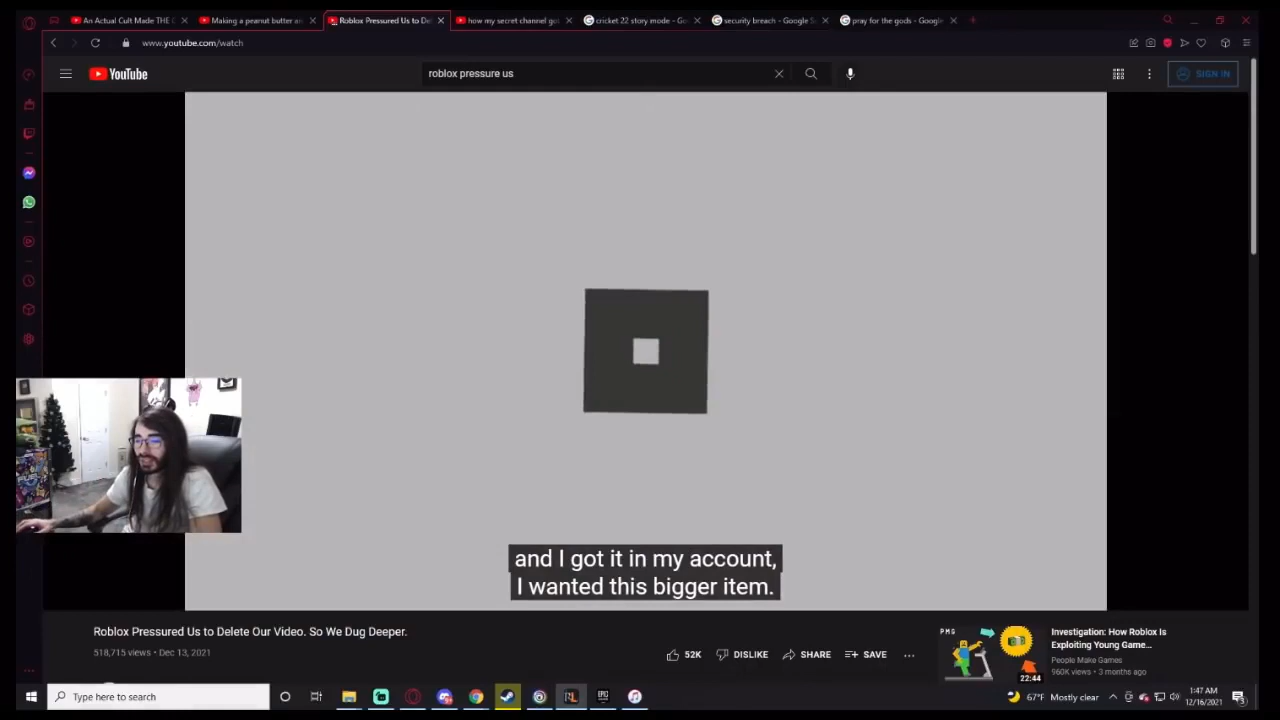 An Actual Cult Made THE
Making a peanut butter ar
Roblox Pressured Us to Del
how my secret channel got
cricket 22 story mode - Go
security breach - Google S
pray for the gods - Google
www.youtube.com/watch
YouTube
roblox pressure us
SIGN IN
and I got it in my account,
I wanted this bigger item.
Roblox Pressured Us to Delete Our Video. So We Dug Deeper.
518,715 views • Dec 13, 2021
52K
DISLIKE
SHARE
SAVE
PMG
22:44
Investigation: How Roblox Is
Exploiting Young Game...
People Make Games
960K views • 3 months ago
Type here to search
67°F Mostly clear
1:47 AM
12/16/2021